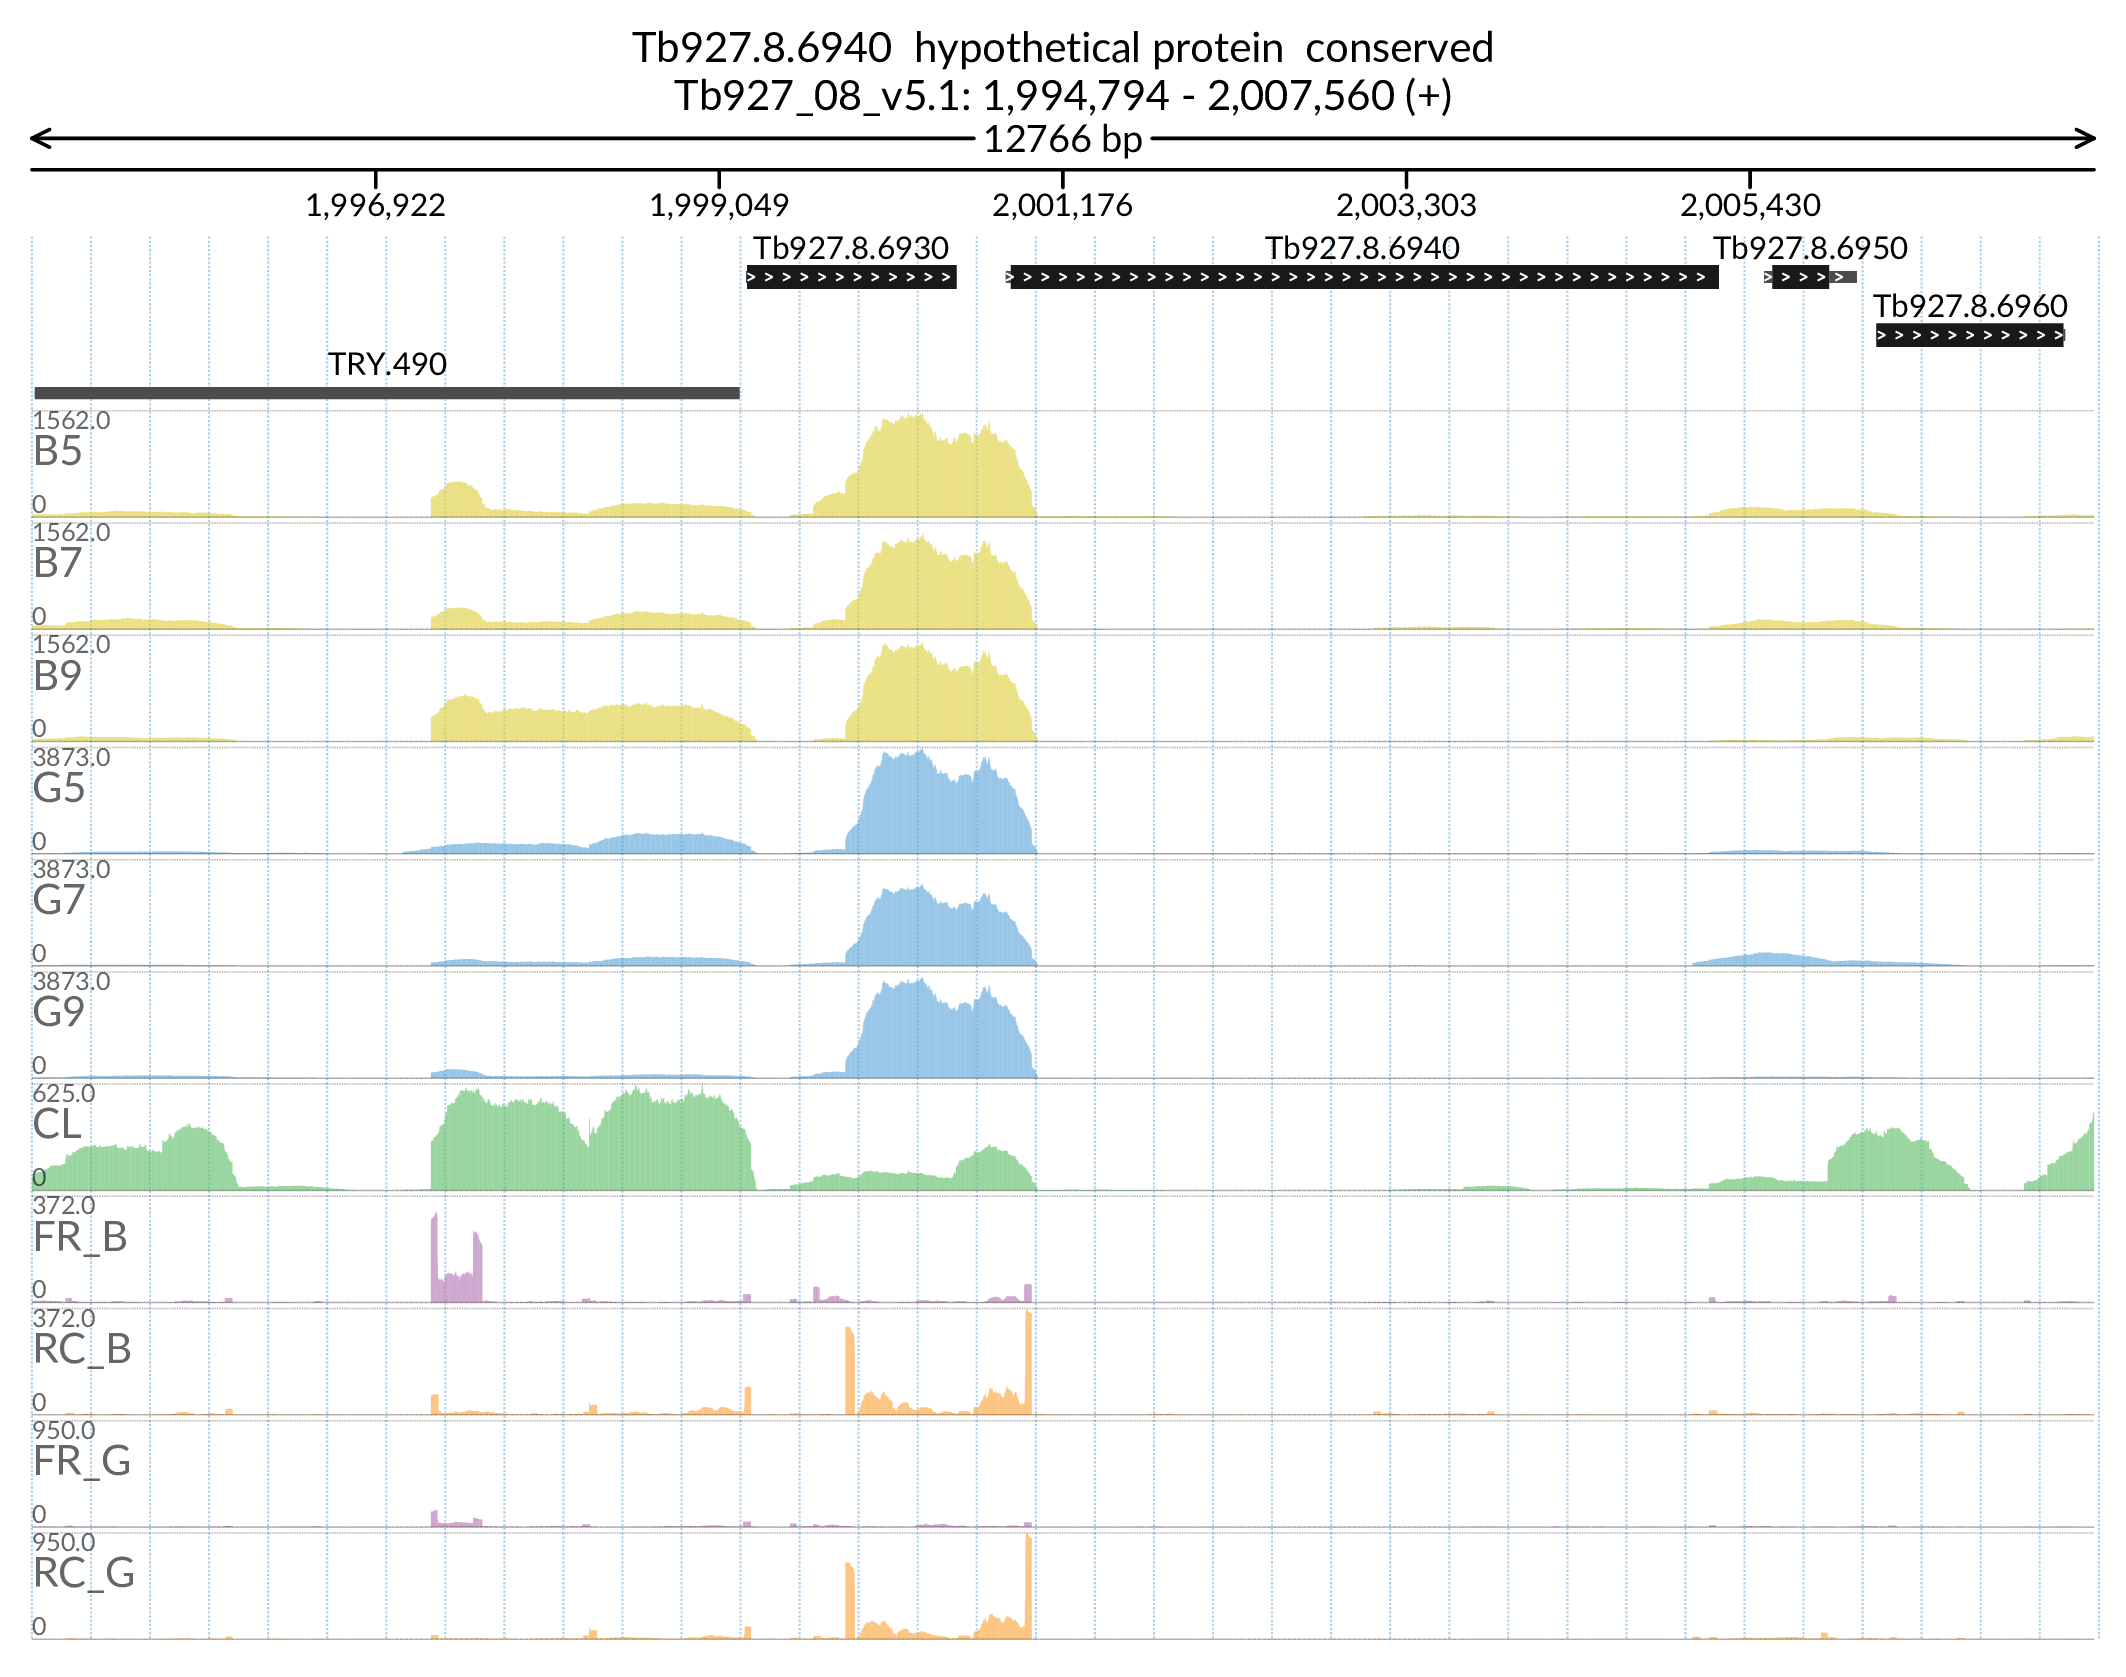 Tb927.8.6940 hypothetical protein conserved
Tb927_08_v5.1: 1,994,794 - 2,007,560 (+)
12766 bp
1,996,922 1,999,049 2,001,176 2,003,303 2,005,430
Tb927.8.6930 Tb927.8.6940 Tb927.8.6950
Tb927.8.6960
TRY.490
1562.0
B5
0
1562.0
B7
0
1562.0
B9
0
3873.0
G5
0
3873.0
G7
0
3873.0
G9
0
625.0
CL
0
372.0
FR_B
0
372.0
RC_B
0
950.0
FR_G
0
950.0
RC_G
0